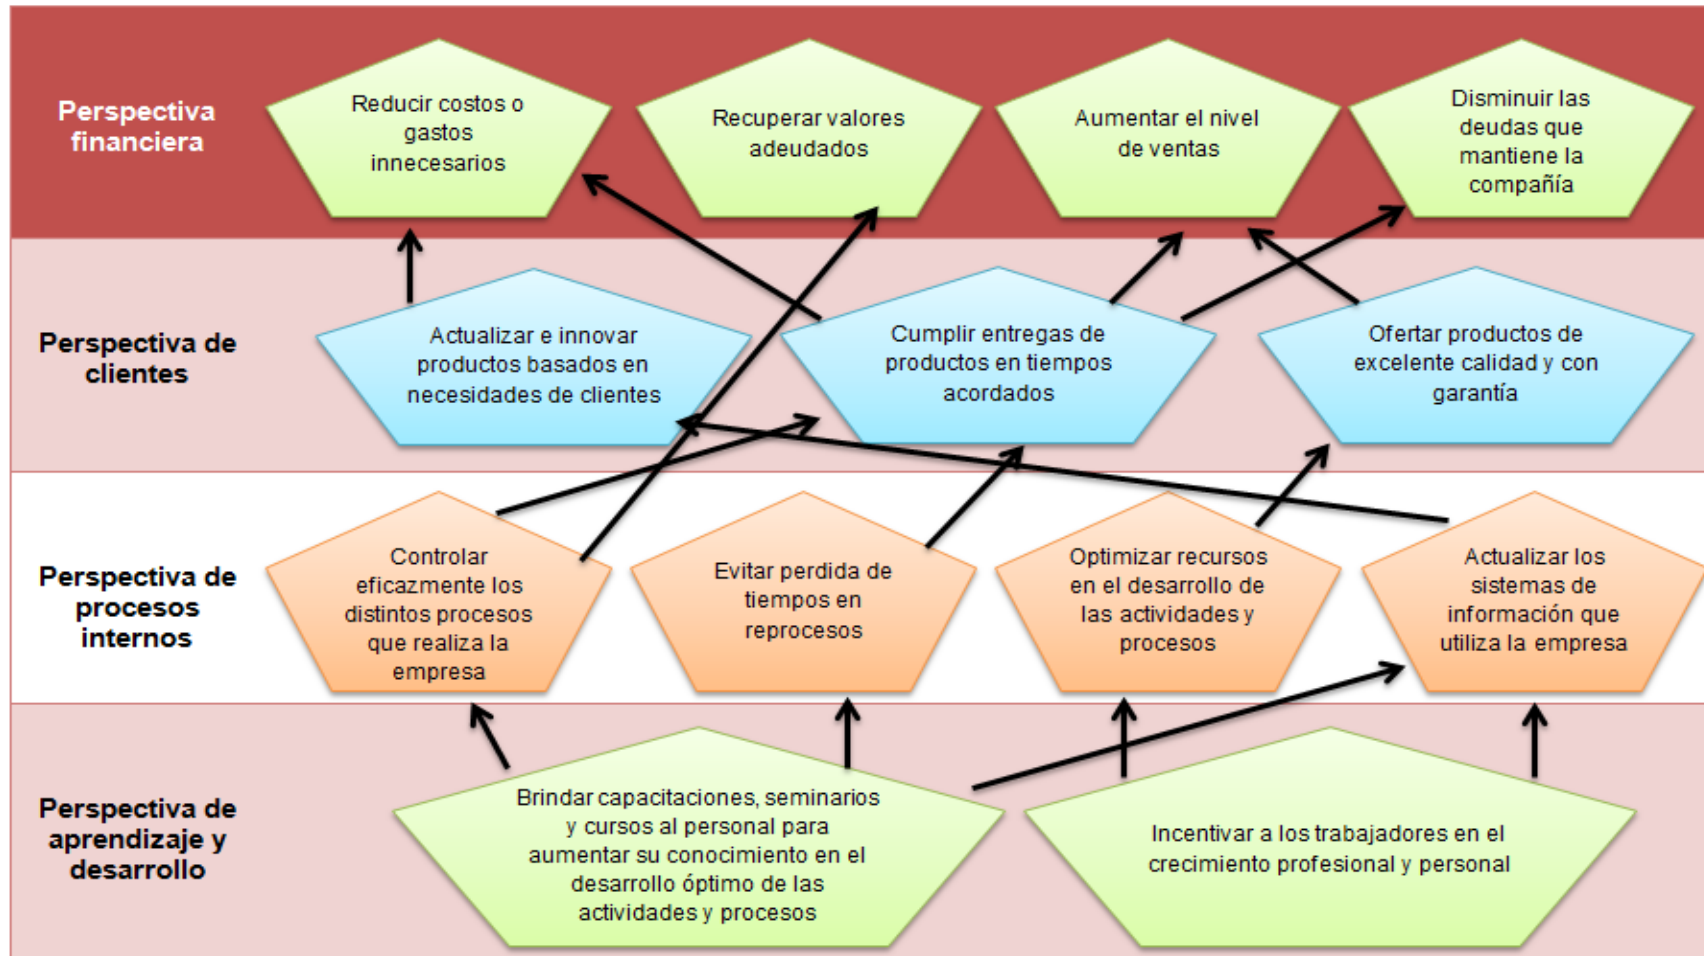 Perspectiva
financiera
Reducir costos o
gastos
innecesarios
Recuperar valores
adeudados
Aumentar el nivel
de ventas
Disminuir las
deudas que
mantiene la
compañía
Perspectiva de
clientes
Actualizar e innovar
productos basados en
necesidades de clientes
Cumplir entregas de
productos en tiempos
acordados
Ofertar productos de
excelente calidad y con
garantía
Perspectiva de
procesos
internos
Controlar
eficazmente los
distintos procesos
que realiza la
empresa
Evitar perdida de
tiempos en
reprocesos
Optimizar recursos
en el desarrollo de
las actividades y
procesos
Actualizar los
sistemas de
información que
utiliza la empresa
Perspectiva de
aprendizaje y
desarrollo
Brindar capacitaciones, seminarios
y cursos al personal para
aumentar su conocimiento en el
desarrollo óptimo de las
actividades y procesos
Incentivar a los trabajadores en el
crecimiento profesional y personal